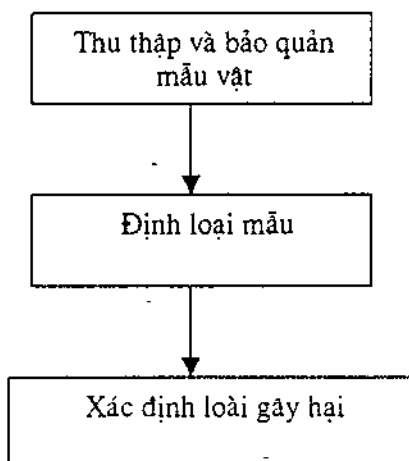 Thu thập và bảo quản
mẫu vật
Định loại mẫu
Xác định loài gây hại